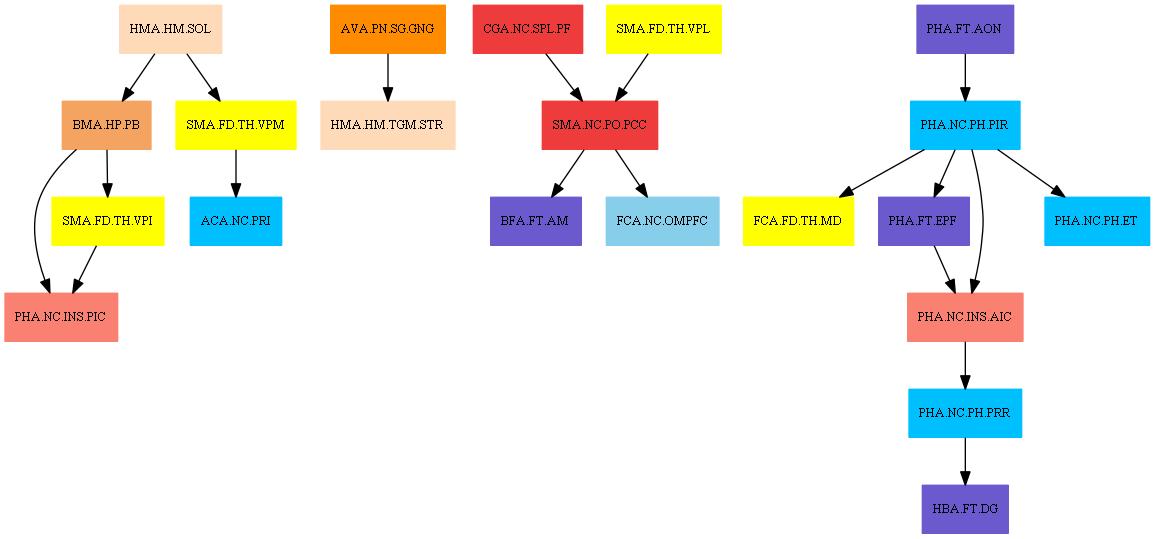 HMA.HM.SOL
AVA.PN.SG.GNG
CGA.NC.SPL.PF
SMA.FD.TH.VPL
PHA.FT.AON
BMA.HP.PB
SMA.FD.TH.VPM
HMA.HM.TGM.STR
SMA.NC.PO.PCC
PHA.NC.PH.PIR
SMA.FD.TH.VPI
ACA.NC.PRI
BFA.FT.AM
FCA.NC.OMPFC
FCA.FD.TH.MD
PHA.FT.EPF
PHA.NC.PH.ET
PHA.NC.INS.PIC
PHA.NC.INS.AIC
PHA.NC.PH.PRR
HBA.FT.DG